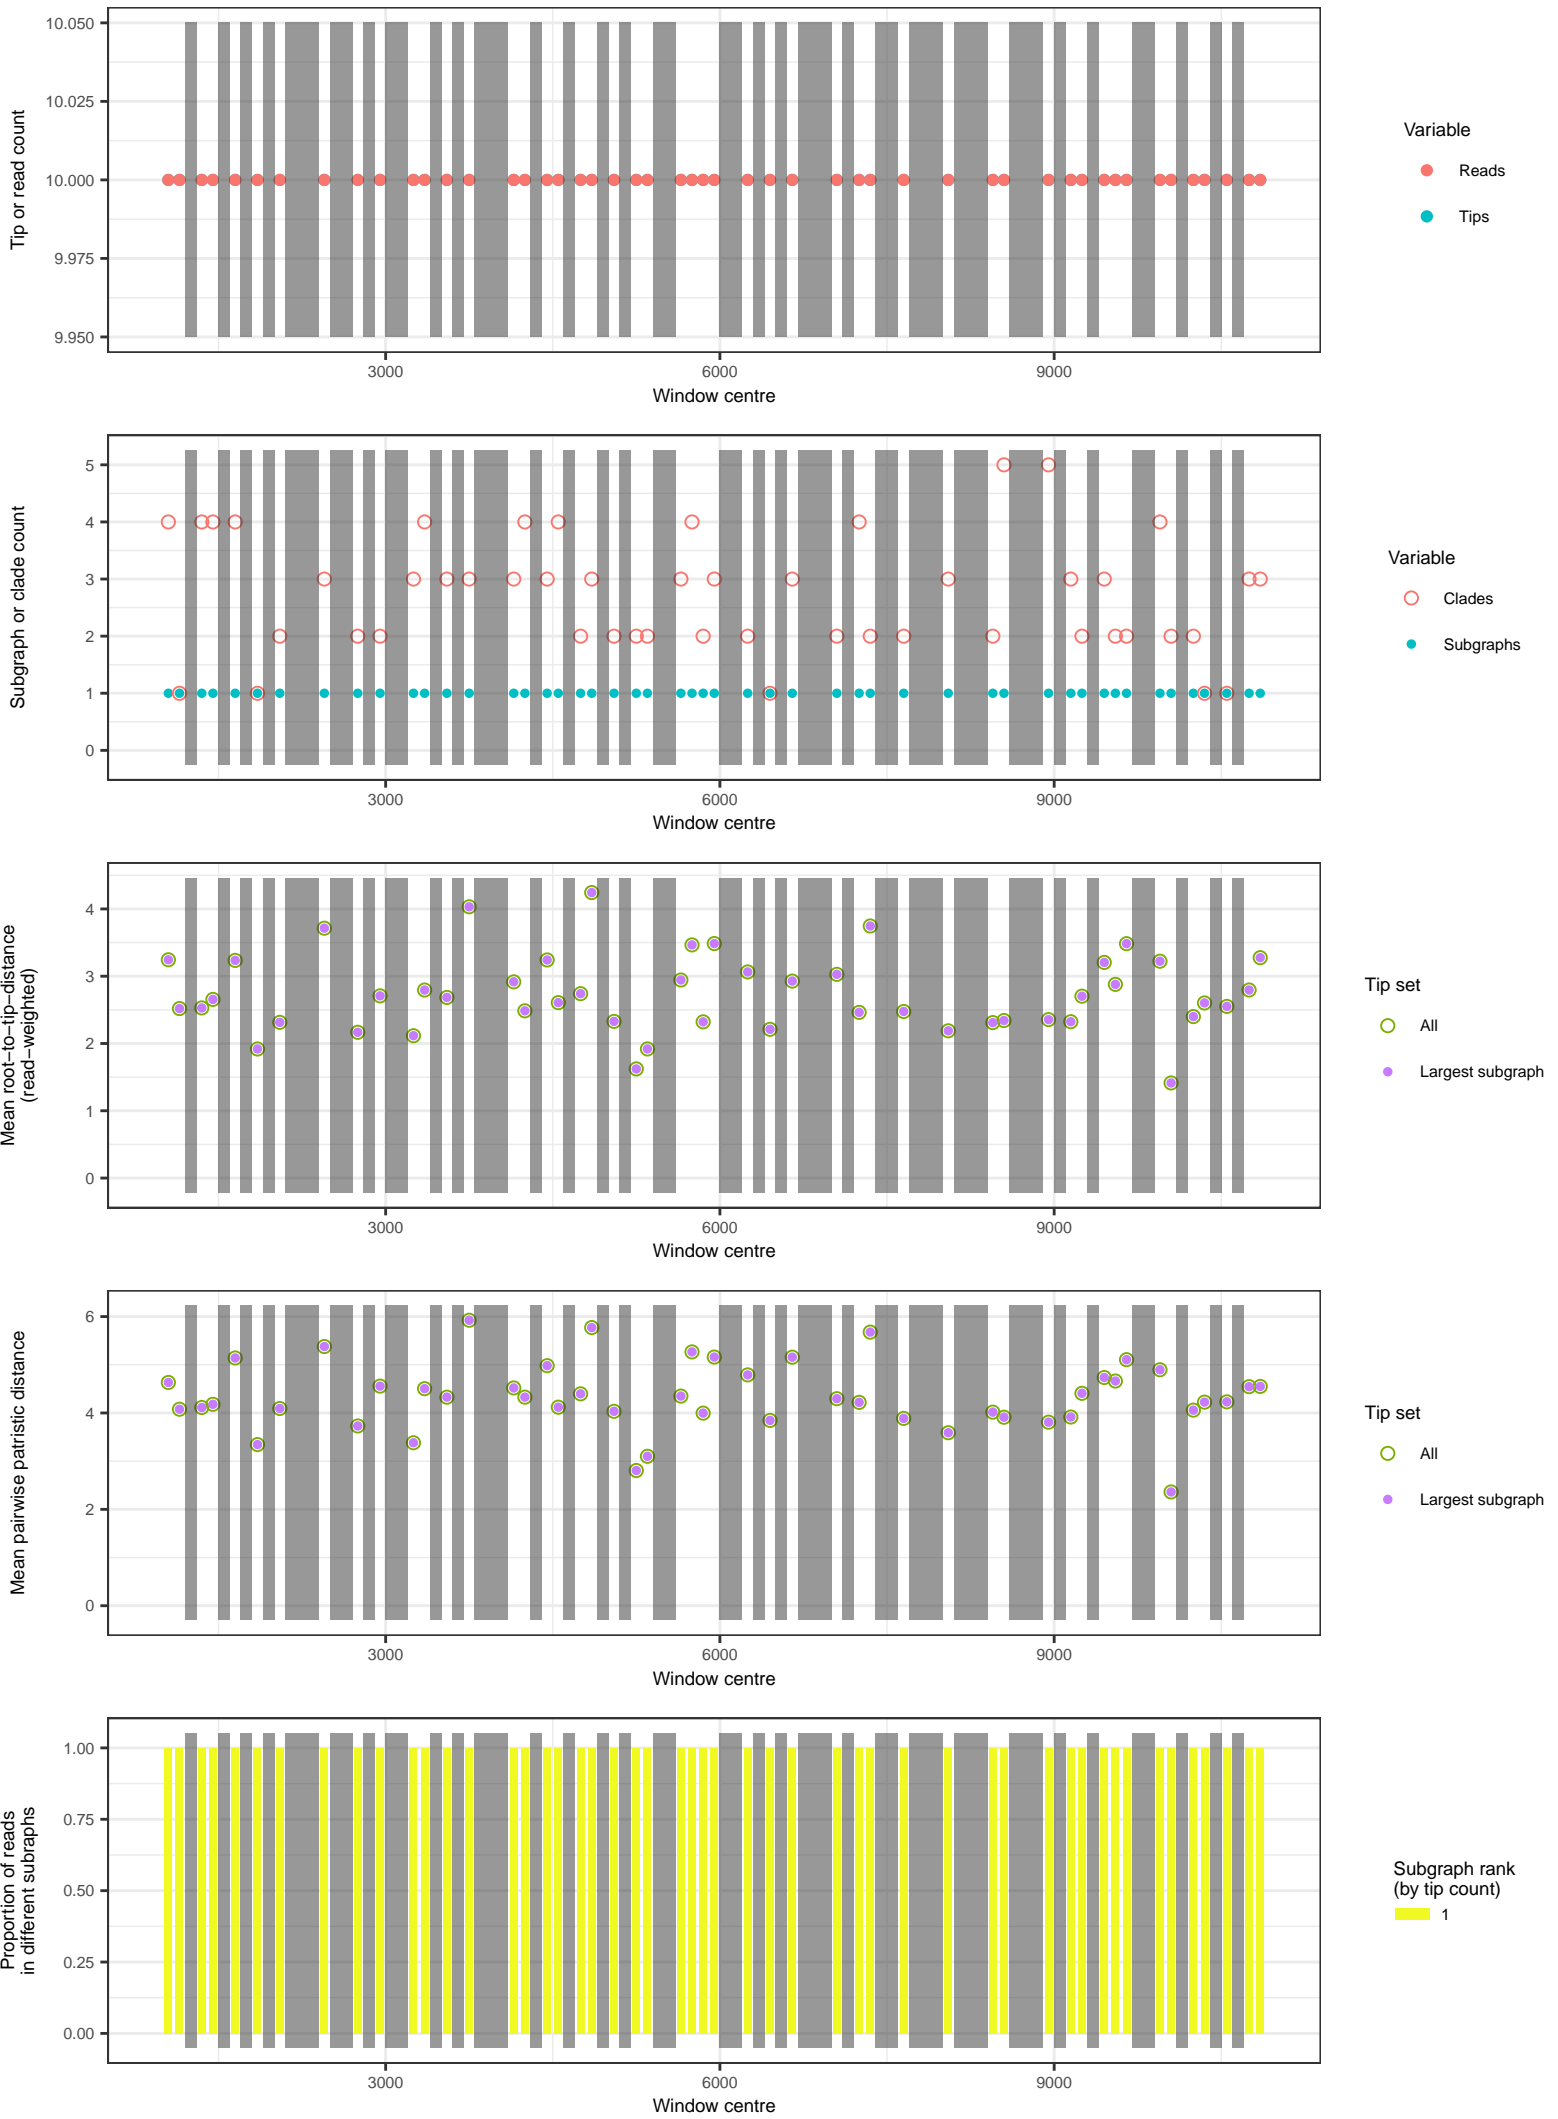 10.050
10.025
10.000
9.975
9.950
Tip or read count
3000
6000
9000
Window centre
Variable
Reads
Tips
5
4
3
2
1
0
Subgraph or clade count
3000
6000
9000
Window centre
Variable
Clades
Subgraphs
4
3
2
1
0
Mean root−to−tip−distance
(read−weighted)
3000
6000
9000
Window centre
Tip set
All
Largest subgraph
6
4
2
0
Mean pairwise patristic distance
3000
6000
9000
Window centre
Tip set
All
Largest subgraph
1.00
0.75
0.50
0.25
0.00
Proportion of reads
in different subraphs
3000
6000
9000
Window centre
Subgraph rank
(by tip count)
1